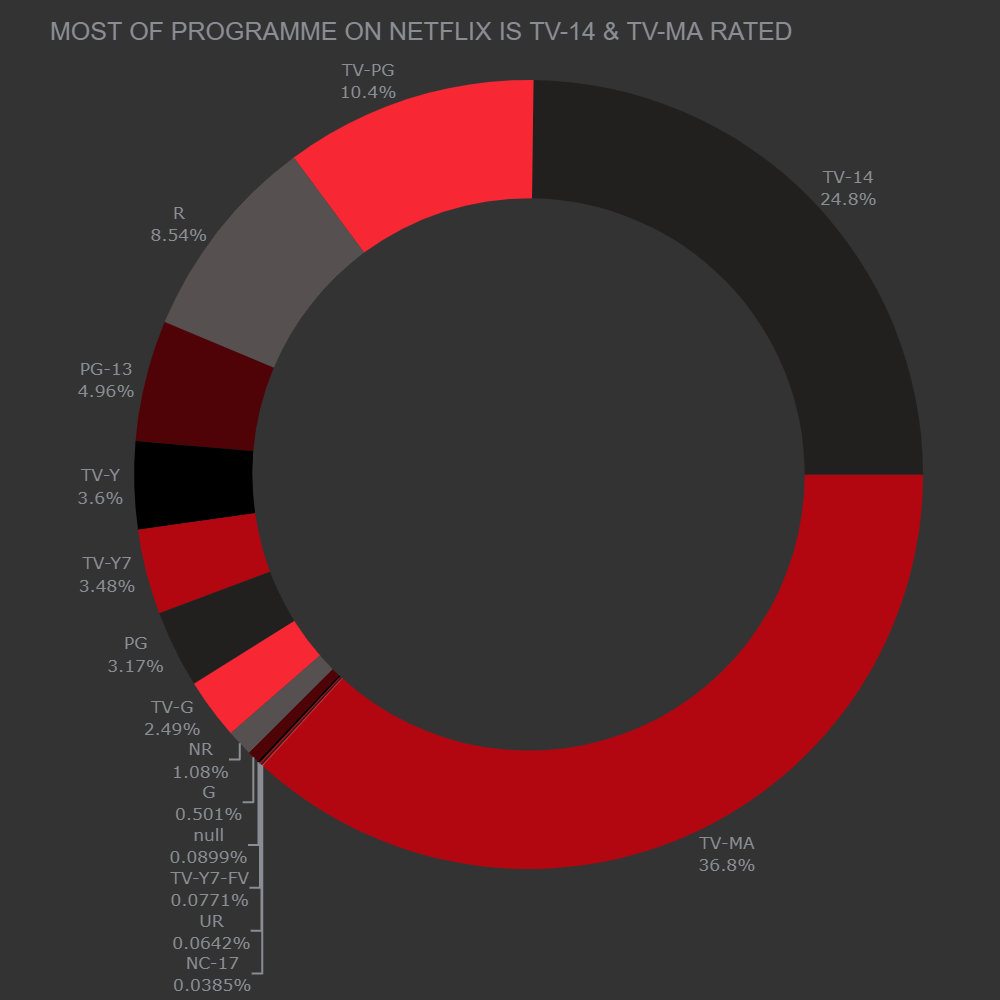 MOST OF PROGRAMME ON NETFLIX IS TV-14 & TV-MA RATED
TV-PG
10.4%
TV-14
24.8%
R
8.54%
PG-13
4.96%
TV-Y
3.6%
TV-Y7
3.48%
PG
3.17%
TV-G
2.49%
NR
1.08%
G
0.501%
null
0.0899%
TV-Y7-FV
0.0771%
UR
0.0642%
NC-17
0.0385%
TV-MA
36.8%